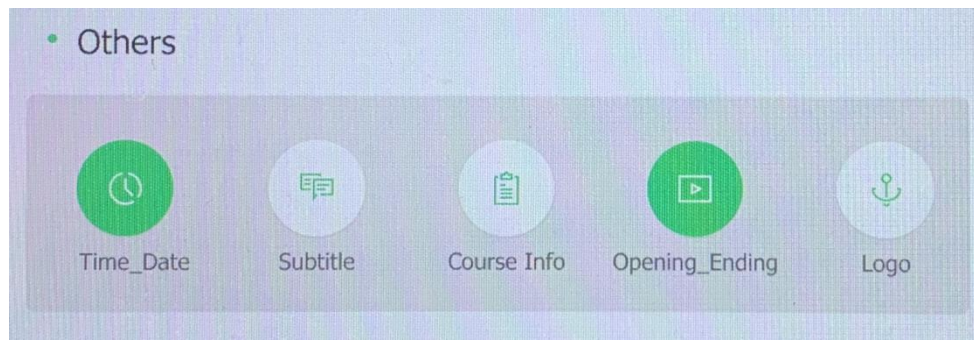 Others
Time_Date
Subtitle
Course Info
Opening_Ending
Logo